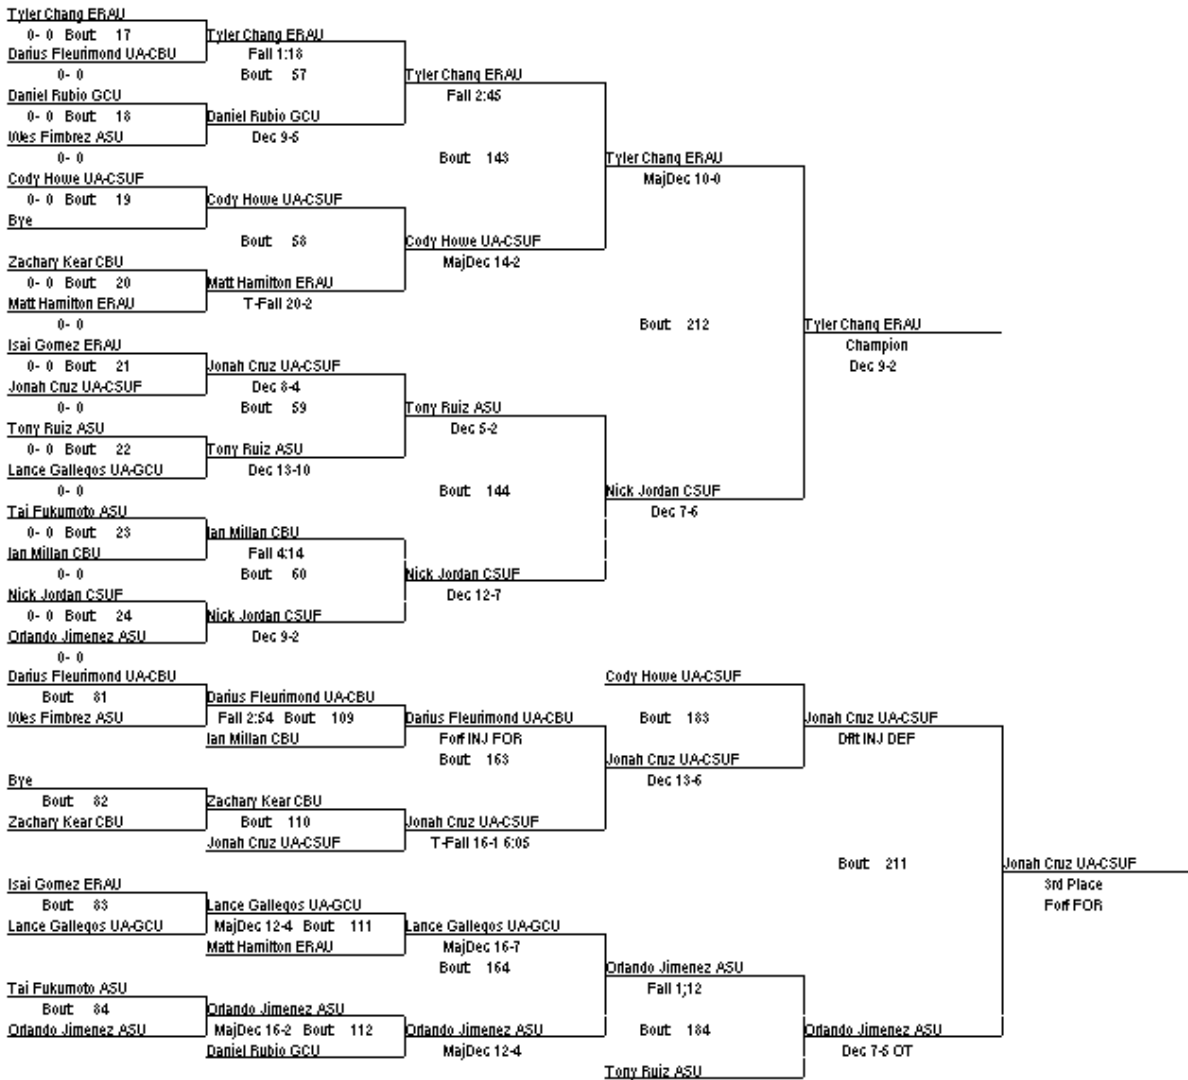 Tyler Chang ERAU
0- 0 Bout 17
Tyler Chang ERAU
Darius Fleurimond UA-CBU
Fall 1:18
0- 0
Bout 57
Tyler Chang ERAU
Daniel Rubio GCU
Fall 2:45
0- 0 Bout 18
Daniel Rubio GCU
Wes Fimbrez ASU
Dec 9-5
0- 0
Bout 143
Tyler Chang ERAU
Cody Howe UA-CSUF
MajDec 10-0
0- 0 Bout 19
Cody Howe UA-CSUF
Bye
Bout 58
Cody Howe UA-CSUF
Zachary Kear CBU
MajDec 14-2
0- 0 Bout 20
Matt Hamilton ERAU
Matt Hamilton ERAU
T-Fall 20-2
0- 0
Bout 212
Tyler Chang ERAU
Isai Gomez ERAU
Champion
0- 0 Bout 21
Jonah Cruz UA-CSUF
Dec 9-2
Jonah Cruz UA-CSUF
Dec 8-4
0- 0
Bout 59
Tony Ruiz ASU
Tony Ruiz ASU
Dec 5-2
0- 0 Bout 22
Tony Ruiz ASU
Lance Gallegos UA-GCU
Dec 13-10
0- 0
Bout 144
Nick Jordan CSUF
Tai Fukumoto ASU
Dec 7-6
0- 0 Bout 23
Ian Millan CBU
Ian Millan CBU
Fall 4:14
0- 0
Bout 60
Nick Jordan CSUF
Nick Jordan CSUF
Dec 12-7
0- 0 Bout 24
Nick Jordan CSUF
Orlando Jimenez ASU
Dec 9-2
0- 0
Darius Fleurimond UA-CBU
Cody Howe UA-CSUF
Bout 81
Darius Fleurimond UA-CBU
Wes Fimbrez ASU
Fall 2:54 Bout 109
Darius Fleurimond UA-CBU
Bout 183
Jonah Cruz UA-CSUF
Ian Millan CBU
Forf INJ FOR
Dflt INJ DEF
Bout 163
Jonah Cruz UA-CSUF
Bye
Dec 13-6
Bout 82
Zachary Kear CBU
Zachary Kear CBU
Bout 110
Jonah Cruz UA-CSUF
Jonah Cruz UA-CSUF
T-Fall 16-1 6:05
Bout 211
Jonah Cruz UA-CSUF
Isai Gomez ERAU
3rd Place
Bout 83
Lance Gallegos UA-GCU
Forf FOR
Lance Gallegos UA-GCU
MajDec 12-4 Bout 111
Lance Gallegos UA-GCU
Matt Hamilton ERAU
MajDec 16-7
Bout 164
Orlando Jimenez ASU
Tai Fukumoto ASU
Fall 1;12
Bout 84
Orlando Jimenez ASU
Orlando Jimenez ASU
MajDec 16-2 Bout 112
Orlando Jimenez ASU
Bout 184
Orlando Jimenez ASU
Daniel Rubio GCU
MajDec 12-4
Dec 7-5 OT
Tony Ruiz ASU